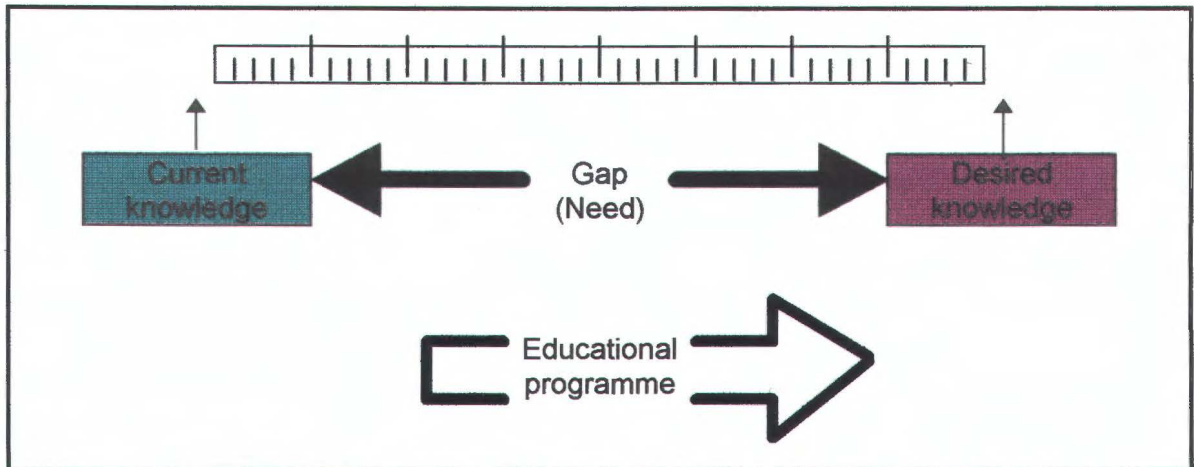 Current
knowledge
Gap
(Need)
Desired
knowledge
Educational
programme